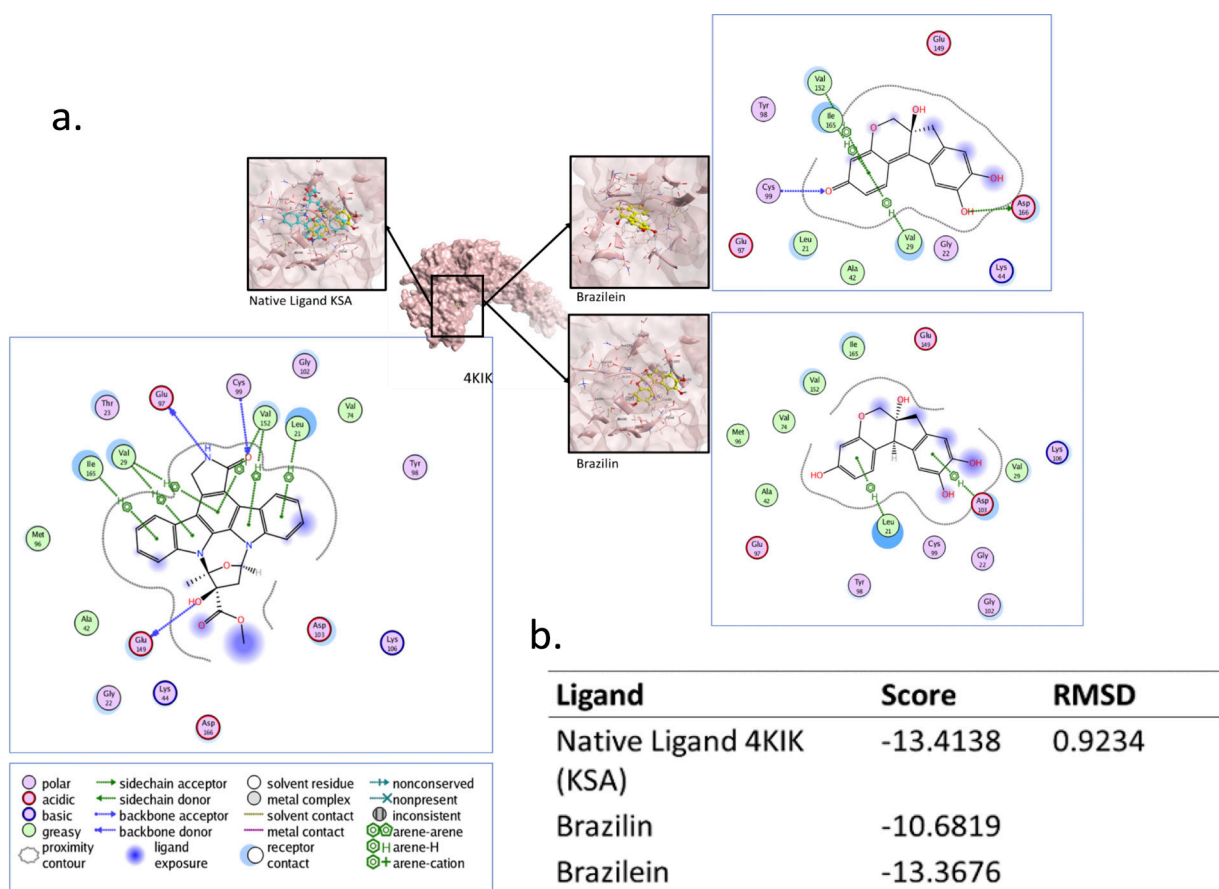 a.
Native Ligand KSA
4KIK
Brazilein
Brazilin
Glu 149
Val 152
Ile 165
Tyr 98
OH
O
Cys 99
O
H
H
H
OH
OH
Asp 166
Glu 97
Leu 21
Ala 42
Val 29
Gly 22
Lys 44
Ile 165
Glu 149
Val 152
Val 74
Met 96
OH
O
H
HO
OH
OH
Lys 106
Val 29
Ala 42
H
H
Asp 103
Leu 21
Glu 97
Cys 99
Gly 22
Tyr 98
Gly 102
Gly 102
Cys 99
Glu 97
Thr 23
Val 152
Leu 21
Val 74
Val 29
Ile 165
H
N
O
H
H
H
H
H
H
Tyr 98
Met 96
N
N
O
H
HO
O
O
Ala 42
Glu 149
Asp 103
Lys 106
Gly 22
Lys 44
Asp 166
polar
acidic
basic
greasy
proximity contour
sidechain acceptor
sidechain donor
backbone acceptor
backbone donor
ligand exposure
solvent residue
metal complex
solvent contact
metal contact
receptor contact
nonconserved
nonpresent
inconsistent
arene-arene
H arene-H
+ arene-cation
b.
Ligand Score RMSD
Native Ligand 4KIK -13.4138 0.9234
(KSA)
Brazilin -10.6819
Brazilein -13.3676